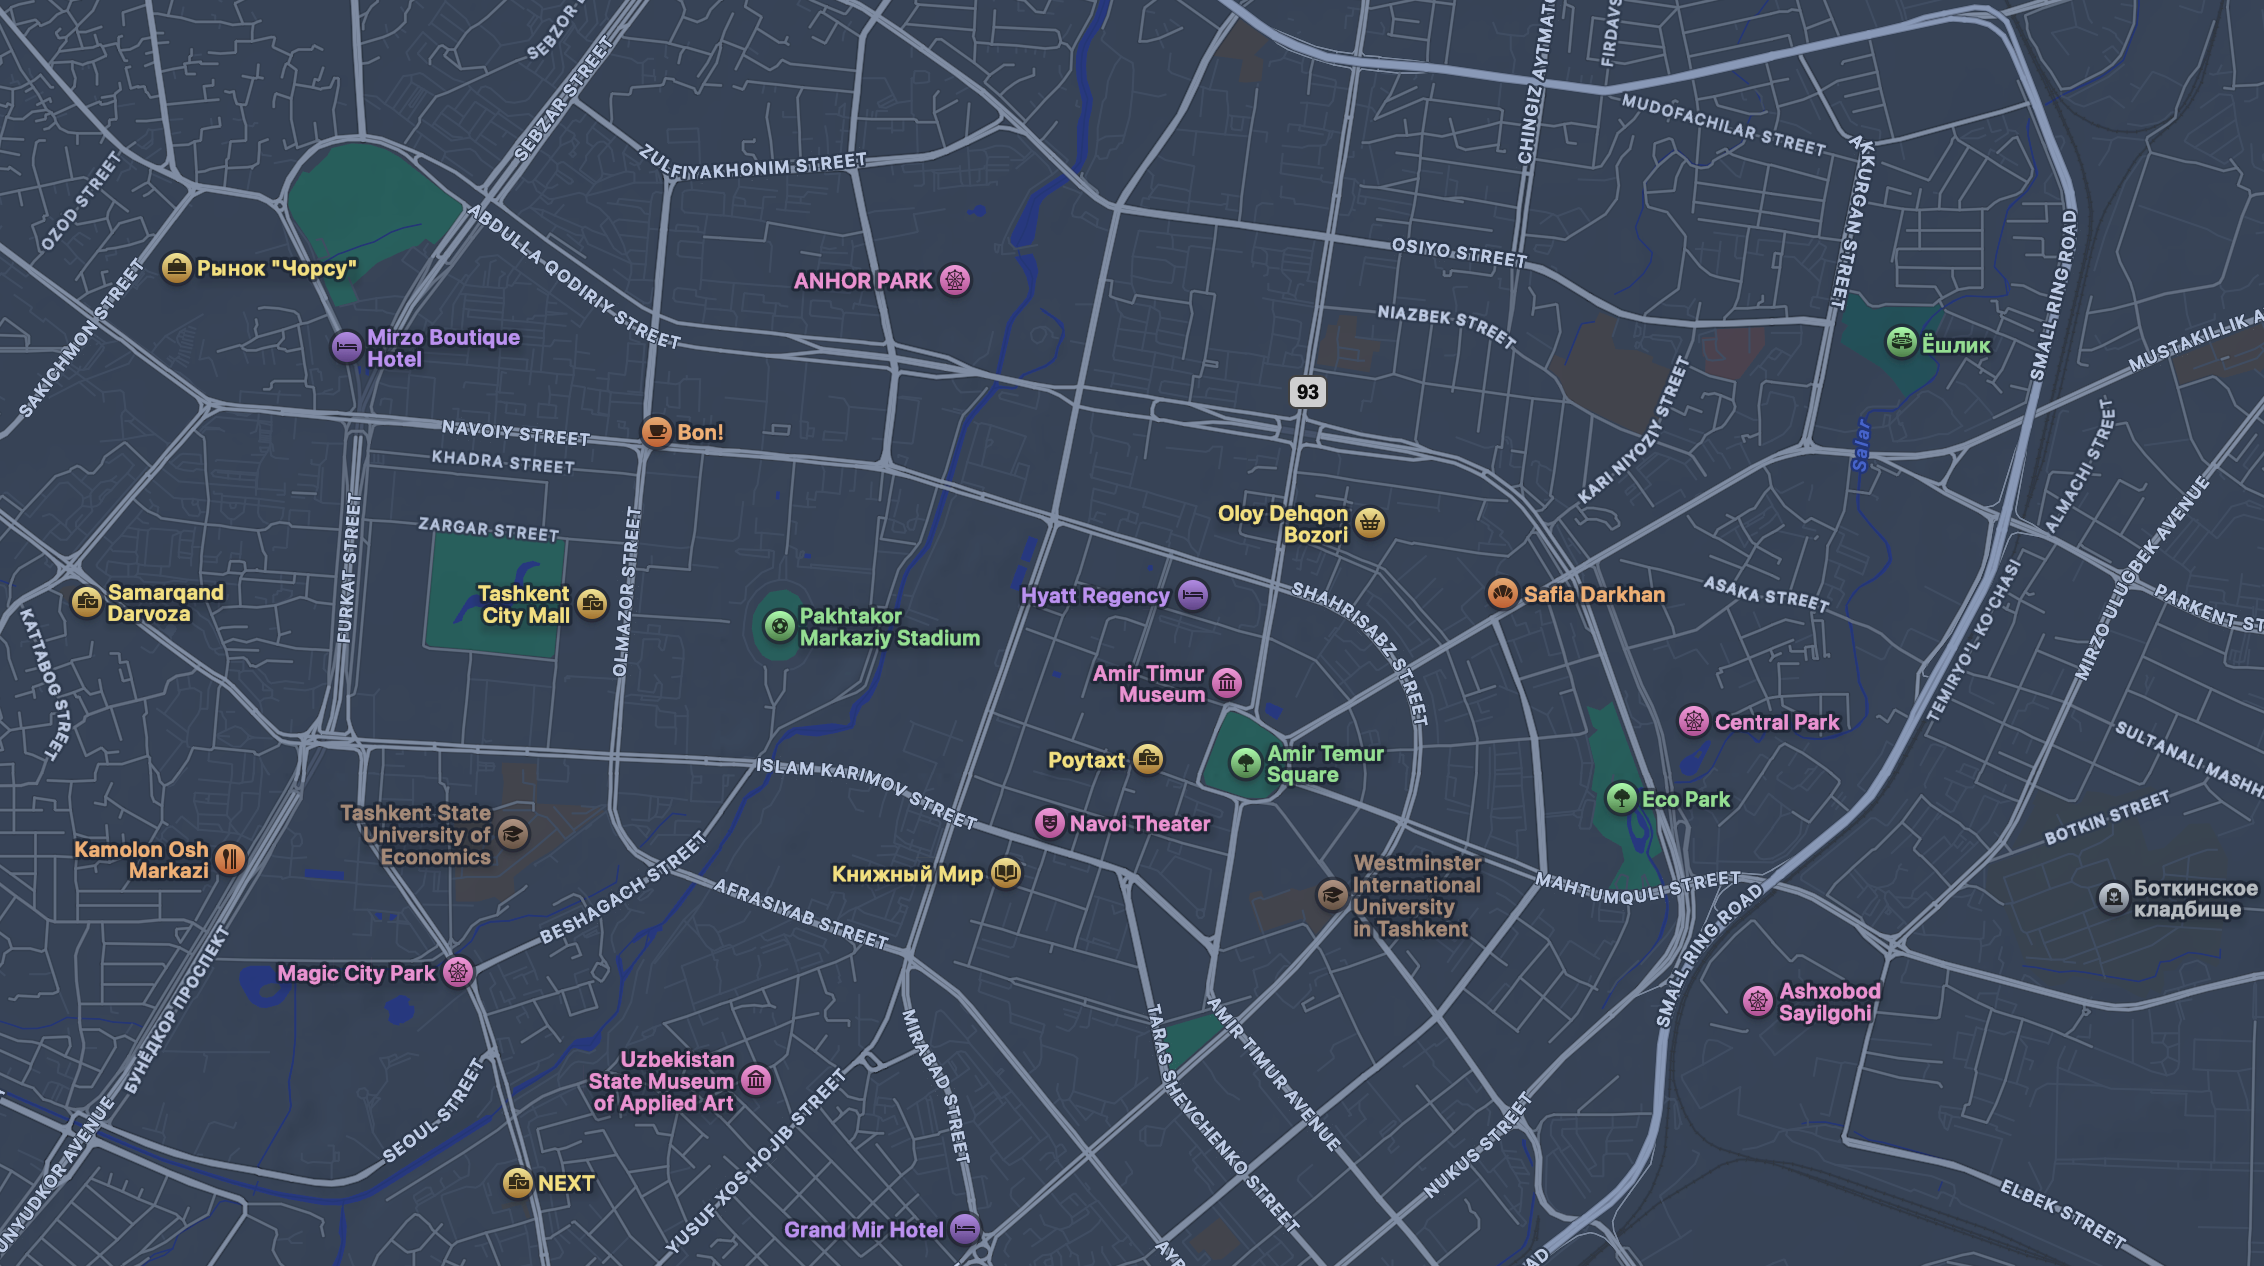 SEBZOR
SEBZAR STREET
FIRDAVS
CHINGIZ AYTMATO
MUDOFACHILAR STREET
AKKURGAN STREET
OZOD STREET
ZULFIYAKHONIM STREET
ABDULLA QODIRIY STREET
SMALL RING ROAD
OSIYO STREET
Рынок "Чорсу"
ANHOR PARK
SAKICHMON STREET
NIAZBEK STREET
Mirzo Boutique
Hotel
Ёшлик
MUSTAKILLIK A
KARI NIYOZIY STREET
93
NAVOIY STREET
Bon!
KHADRA STREET
Salar
ALMACHI STREET
ZARGAR STREET
Oloy Dehqon
Bozori
MIRZO ULUGBEK AVENUE
FURKAT STREET
OLMAZOR STREET
Samarqand
Darvoza
Tashkent
City Mall
Hyatt Regency
SHAHRISABZ STREET
Safia Darkhan
ASAKA STREET
PARKENT ST
TEMIRYO'L KO'CHASI
Pakhtakor
Markaziy Stadium
KATTABOG STREET
Amir Timur
Museum
Central Park
SULTANALI MASHH
Poytaxt
Amir Temur
Square
ISLAM KARIMOV STREET
Eco Park
Tashkent State
University of
Economics
Navoi Theater
BOTKIN STREET
Kamolon Osh
Markazi
Книжный Мир
Westminster
International
University
in Tashkent
MAHTUMQULI STREET
Боткинское
кладбище
BESHAGACH STREET
AFRASIYAB STREET
SMALL RING ROAD
БУНЁДКОР ПРОСПЕКТ
Magic City Park
Ashxobod
Sayilgohi
MIRABAD STREET
TARAS SHEVCHENKO STREET
AMIR TIMUR AVENUE
Uzbekistan
State Museum
of Applied Art
SEOUL STREET
YUSUF XOS HOJIB STREET
NUKUS STREET
UNYUDKOR AVENUE
NEXT
ELBEK STREET
Grand Mir Hotel
AYB
AD